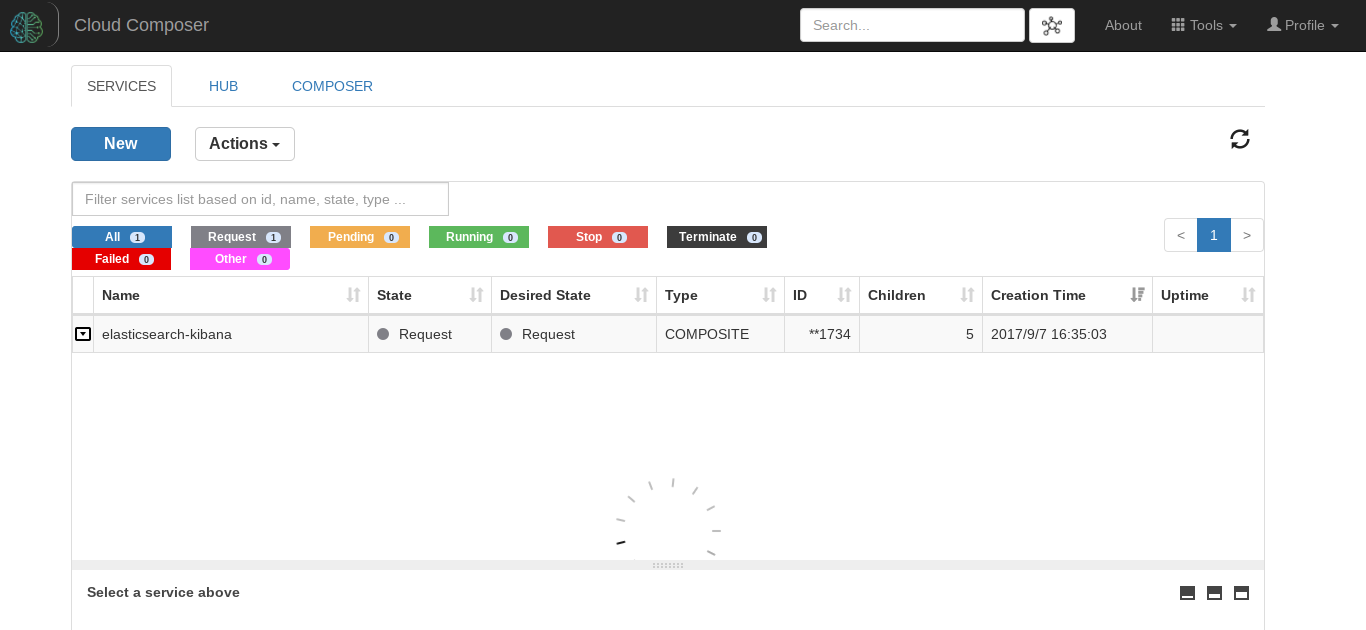 Cloud Composer Search... About Tools Profile
SERVICES HUB COMPOSER
New Actions
Filter services list based on id, name, state, type ...
All 1 Request 1 Pending 0 Running 0 Stop 0 Terminate 0
< 1 >
Failed 0 Other 0
Name State Desired State Type ID Children Creation Time Uptime
elasticsearch-kibana Request Request COMPOSITE **1734 5 2017/9/7 16:35:03
Select a service above